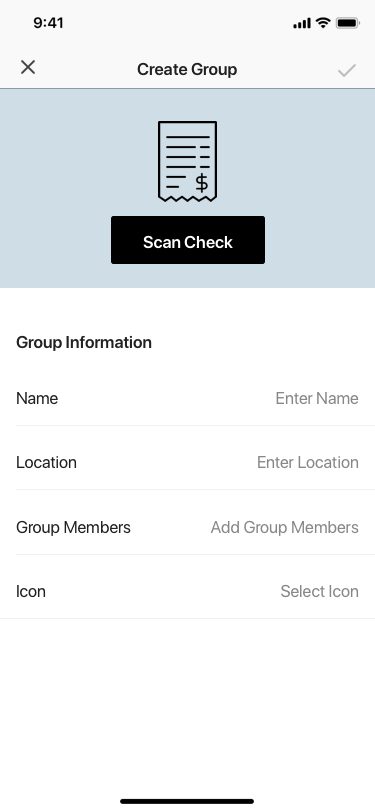 9:41
Create Group
$
Scan Check
Group Information
Name Enter Name
Location Enter Location
Group Members Add Group Members
Icon Select Icon